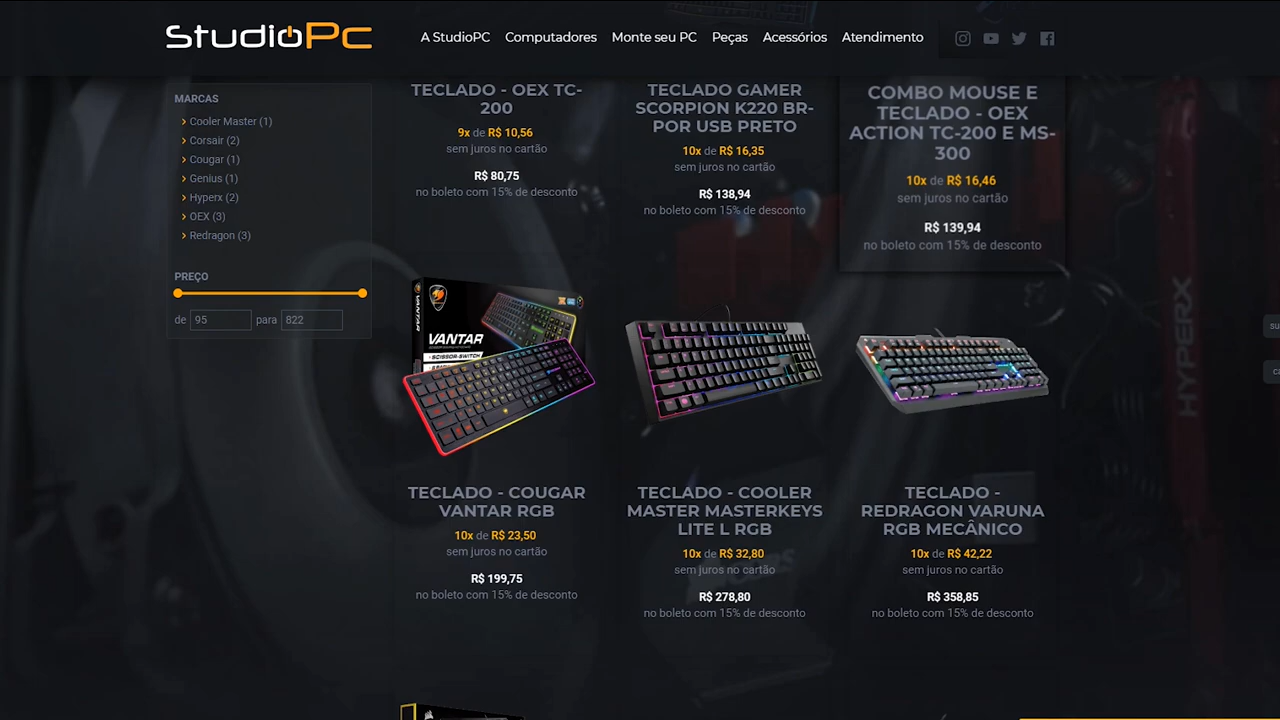 StudioPc
A StudioPC
Computadores
Monte seu PC
Peças
Acessórios
Atendimento
MARCAS
Cooler Master (1)
Corsair (2)
Cougar (1)
Genius (1)
Hyperx (2)
OEX (3)
Redragon (3)
PREÇO
de 95 para 822
TECLADO - OEX TC-
200
9x de R$ 10,56
sem juros no cartão
R$ 80,75
no boleto com 15% de desconto
TECLADO GAMER
SCORPION K220 BR-
POR USB PRETO
10x de R$ 16,35
sem juros no cartão
R$ 138,94
no boleto com 15% de desconto
COMBO MOUSE E
TECLADO - OEX
ACTION TC-200 E MS-
300
10x de R$ 16,46
sem juros no cartão
R$ 139,94
no boleto com 15% de desconto
VANTAR
SCISSOR-SWITCH
TECLADO - COUGAR
VANTAR RGB
10x de R$ 23,50
sem juros no cartão
R$ 199,75
no boleto com 15% de desconto
TECLADO - COOLER
MASTER MASTERKEYS
LITE L RGB
10x de R$ 32,80
sem juros no cartão
R$ 278,80
no boleto com 15% de desconto
TECLADO -
REDRAGON VARUNA
RGB MECÂNICO
10x de R$ 42,22
sem juros no cartão
R$ 358,85
no boleto com 15% de desconto
HYPERX
su
ca